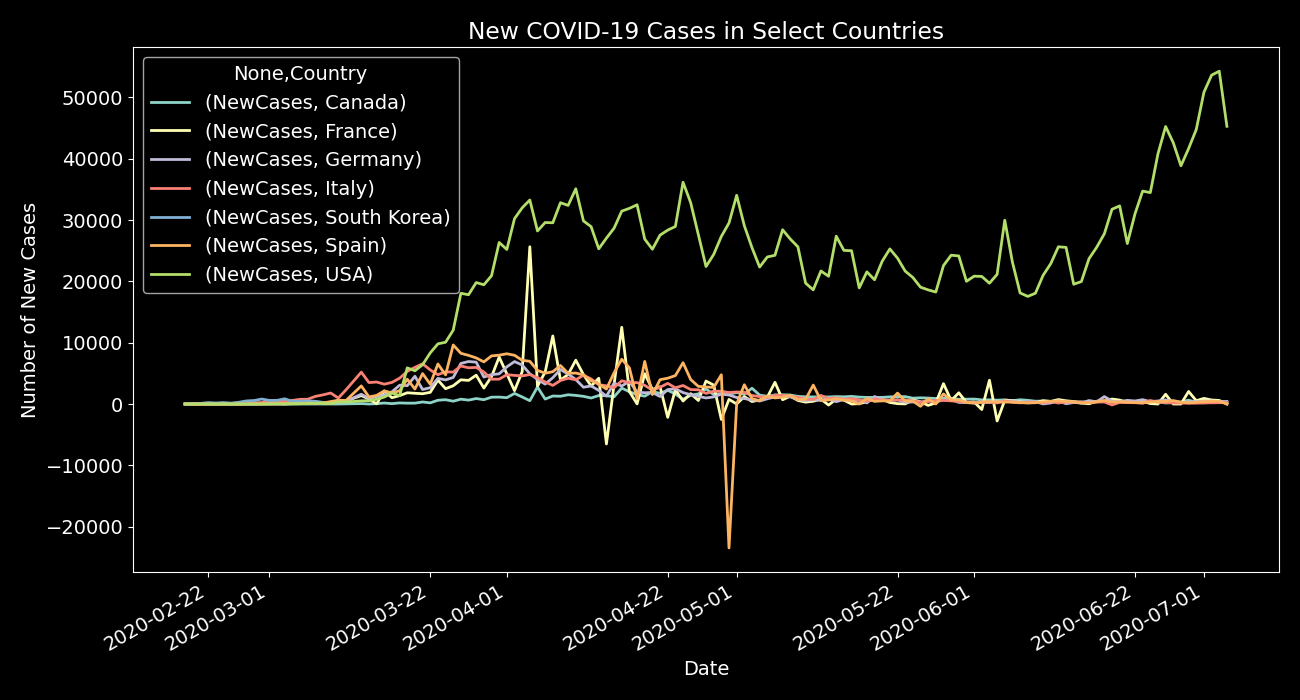 New COVID-19 Cases in Select Countries
None,Country
(NewCases, Canada)
(NewCases, France)
(NewCases, Germany)
(NewCases, Italy)
(NewCases, South Korea)
(NewCases, Spain)
(NewCases, USA)
50000
40000
30000
20000
10000
0
−10000
−20000
Number of New Cases
2020-02-22
2020-03-01
2020-03-22
2020-04-01
2020-04-22
2020-05-01
2020-05-22
2020-06-01
2020-06-22
2020-07-01
Date